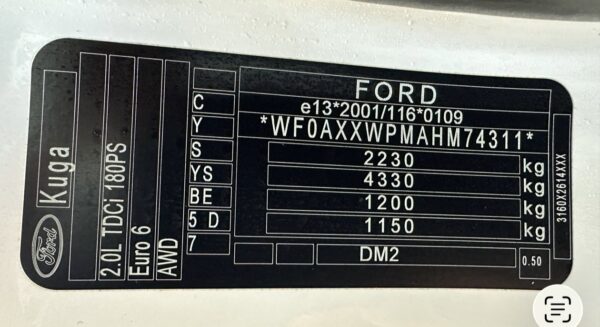 Ford
Kuga
2.0L TDCi 180PS
Euro 6
AWD
C
Y
S
YS
BE
5 D
7
FORD
e13*2001/116*0109
*WF0AXXWPMAHM74311*
2230 kg
4330 kg
1200 kg
1150 kg
DM2
0.50
3160X2614XXX